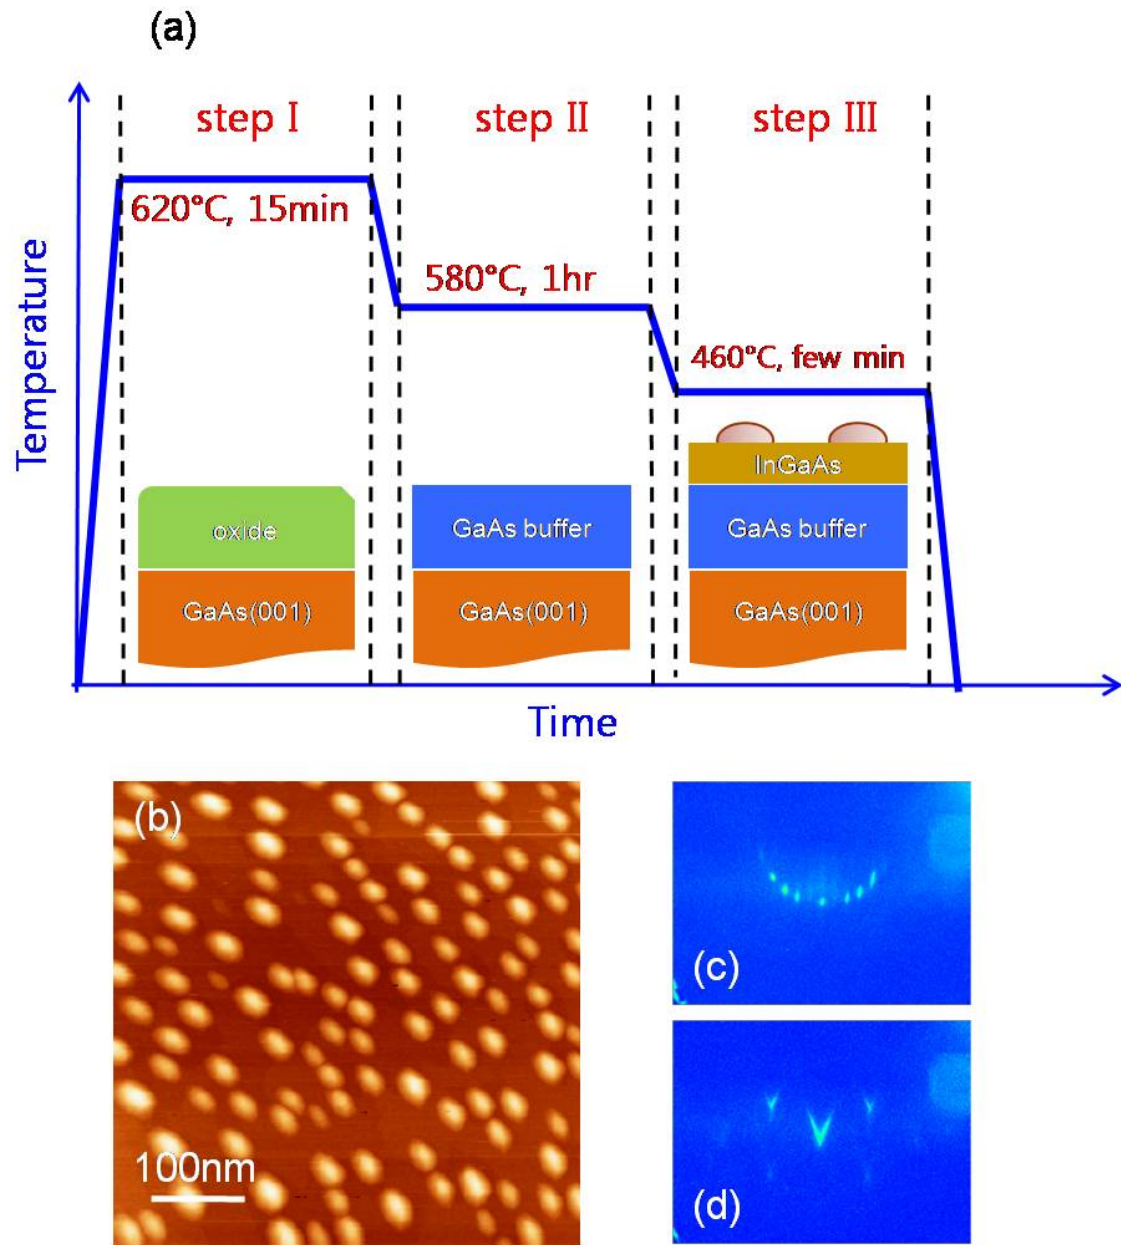 (a)
step I
step II
step III
620°C, 15min
580°C, 1hr
460°C, few min
Temperature
InGaAs
oxide
GaAs buffer
GaAs buffer
GaAs(001)
GaAs(001)
GaAs(001)
Time
(b)
100nm
(c)
(d)